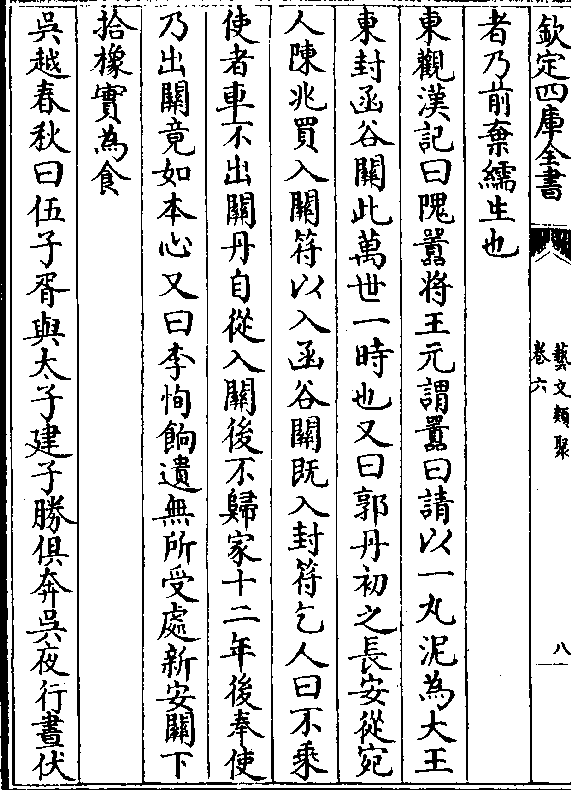 欽定四庫全書
藝文類聚
卷六
八
者乃前棄繻生也
東觀漢記曰隗囂將王元謂囂曰請以一丸泥為大王
東封函谷關此萬世一時也又曰郭丹初之長安從宛
人陳兆買入關符以入函谷關既入封符乞人曰不乘
使者車不出關丹自從入關後不歸家十二年後奉使
乃出關竟如本心又曰李恂餉遺無所受處新安關下
拾橡實為食
吳越春秋曰伍子胥與太子建子勝俱奔吳夜行晝伏